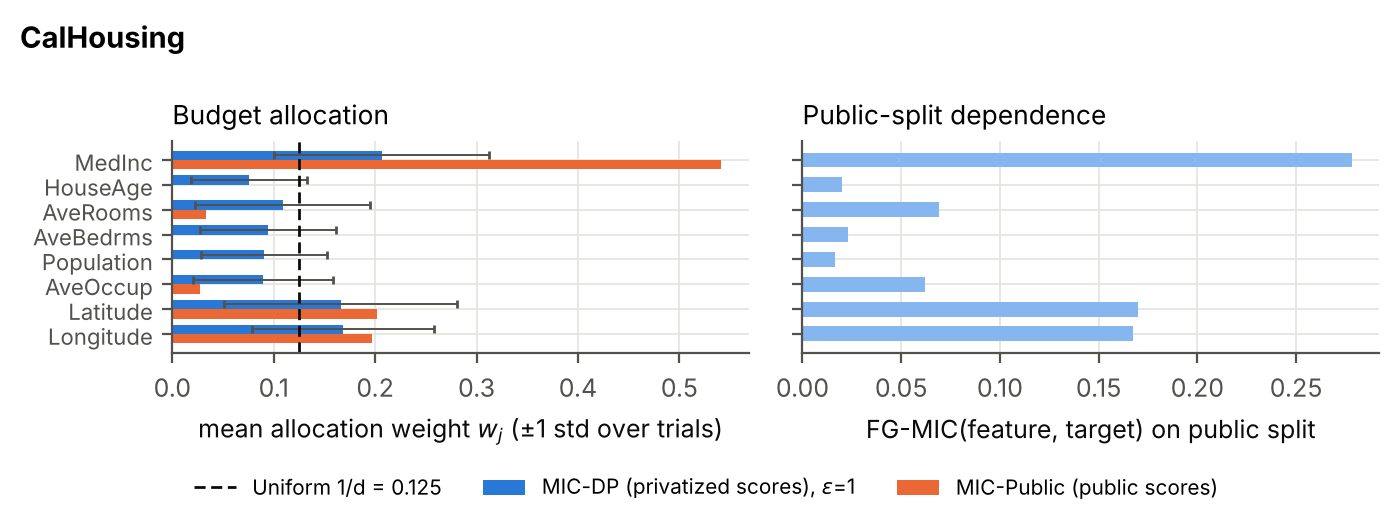 CalHousing
Budget allocation
MedInc
HouseAge
AveRooms
AveBedrms
Population
AveOccup
Latitude
Longitude
0.0 0.1 0.2 0.3 0.4 0.5
mean allocation weight wⱼ (±1 std over trials)
Public-split dependence
0.00 0.05 0.10 0.15 0.20 0.25
FG-MIC(feature, target) on public split
Uniform 1/d = 0.125
MIC-DP (privatized scores), ε=1
MIC-Public (public scores)